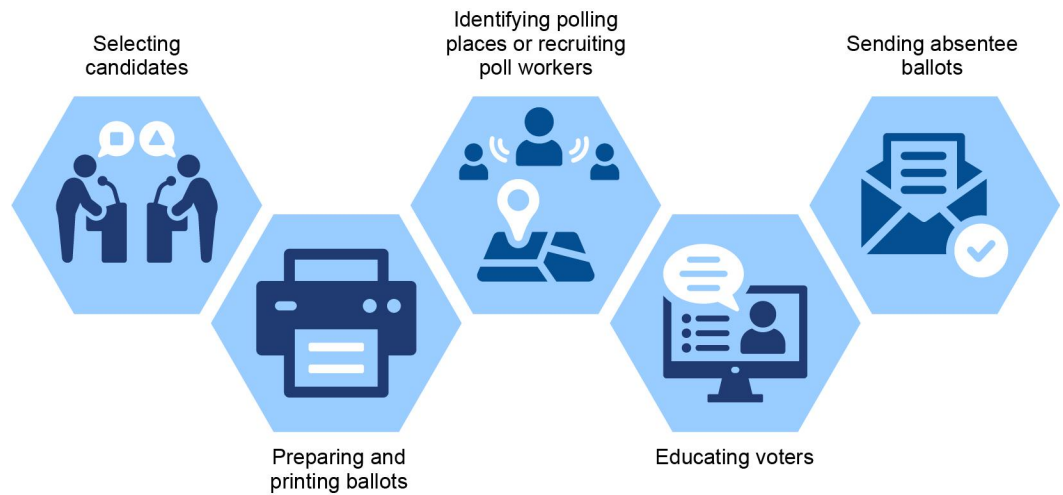 Selecting
candidates
Preparing and
printing ballots
Identifying polling
places or recruiting
poll workers
Educating voters
Sending absentee
ballots